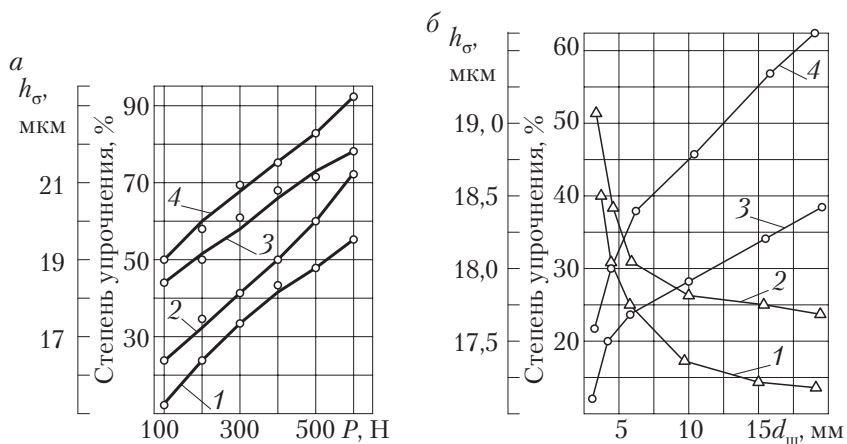 а
h_σ,
мкм
21
19
17
Степень упрочнения, %
90
70
50
30
4
3
2
1
100 300 500 P, Н
б
h_σ,
мкм
19,0
18,5
18,0
17,5
Степень упрочнения, %
60
50
40
30
20
4
3
2
1
5 10 15 d_ш, мм